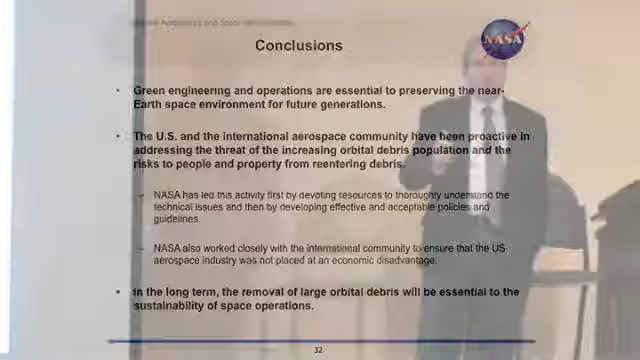 National Aeronautics and Space Administration
NASA
Conclusions
• Green engineering and operations are essential to preserving the near-
Earth space environment for future generations.
• The U.S. and the international aerospace community have been proactive in
addressing the threat of the increasing orbital debris population and the
risks to people and property from reentering debris.
– NASA has led this activity first by devoting resources to thoroughly understand the
technical issues and then by developing effective and acceptable policies and
guidelines.
– NASA also worked closely with the international community to ensure that the US
aerospace industry was not placed at an economic disadvantage.
• In the long term, the removal of large orbital debris will be essential to the
sustainability of space operations.
32